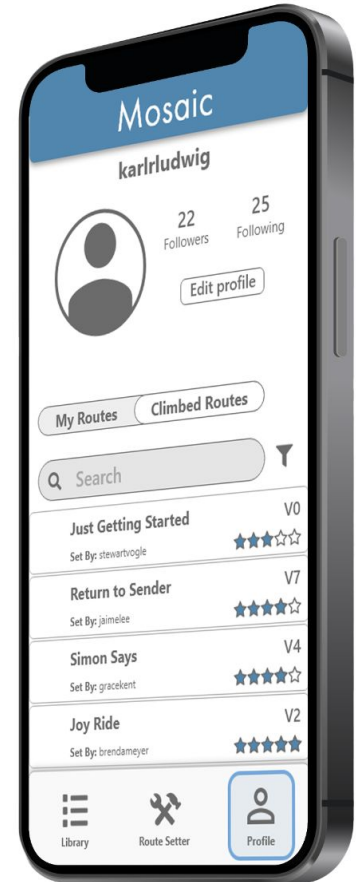 Mosaic
karlrludwig
22 25
Followers Following
Edit profile
My Routes Climbed Routes
Search
Just Getting Started V0
Set By: stewartvogle
Return to Sender V7
Set By: jaimelee
Simon Says V4
Set By: gracekent
Joy Ride V2
Set By: brendameyer
Library Route Setter Profile